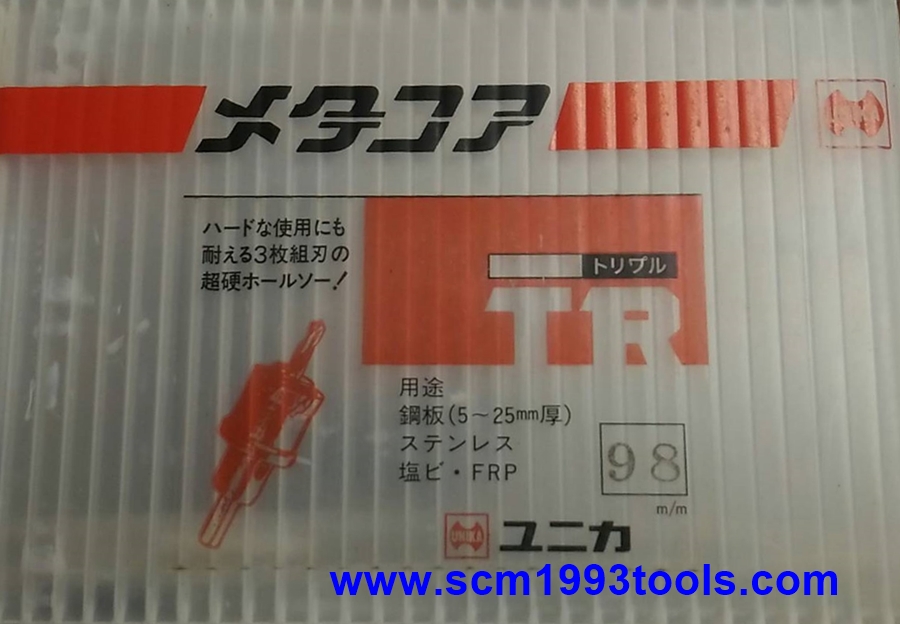 メタコア
ハードな使用にも
耐える3枚組刃の
超硬ホールソー!
トリプル
TR
用途
鋼板(5～25mm厚)
ステンレス
塩ビ・FRP
98
m/m
UNIKA ユニカ
www.scm1993tools.com